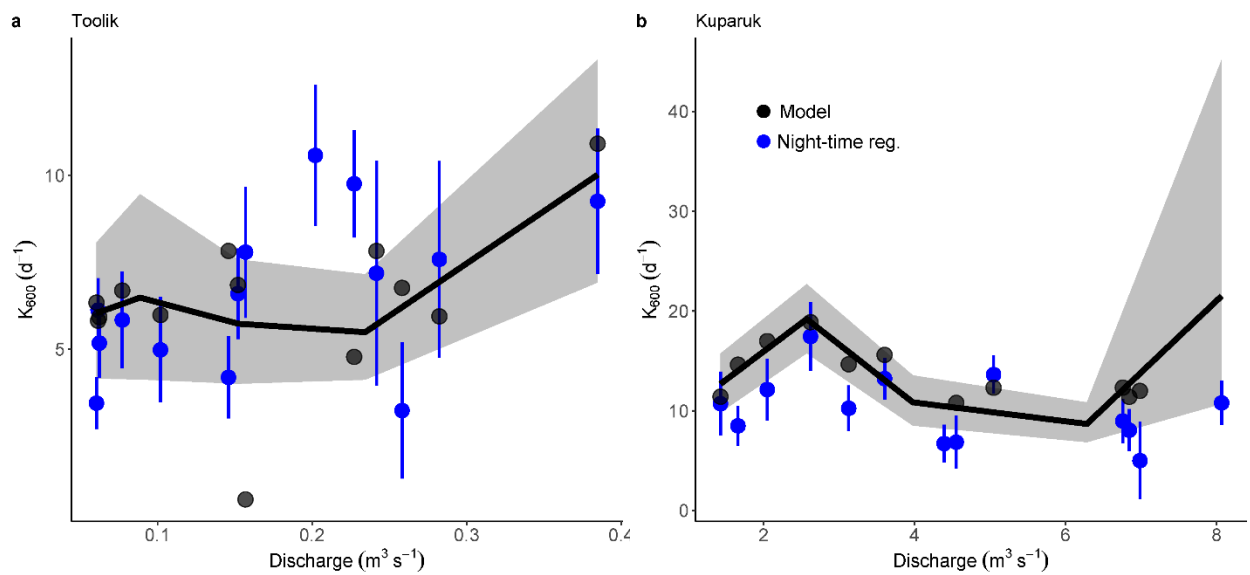 a Toolik
10
5
K₆₀₀ (d⁻¹)
0.1 0.2 0.3 0.4
Discharge (m³ s⁻¹)
b Kuparuk
Model
Night-time reg.
40
30
20
10
0
K₆₀₀ (d⁻¹)
2 4 6 8
Discharge (m³ s⁻¹)